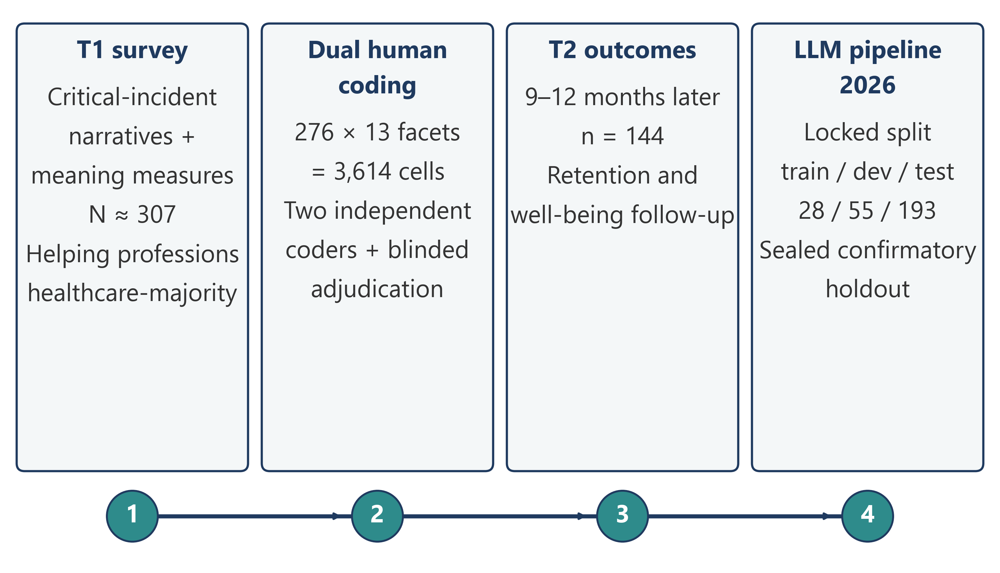 T1 survey
Critical-incident
narratives +
meaning measures
N ≈ 307
Helping professions
healthcare-majority
Dual human
coding
276 × 13 facets
= 3,614 cells
Two independent
coders + blinded
adjudication
T2 outcomes
9–12 months later
n = 144
Retention and
well-being follow-up
LLM pipeline
2026
Locked split
train / dev / test
28 / 55 / 193
Sealed confirmatory
holdout
1
2
3
4